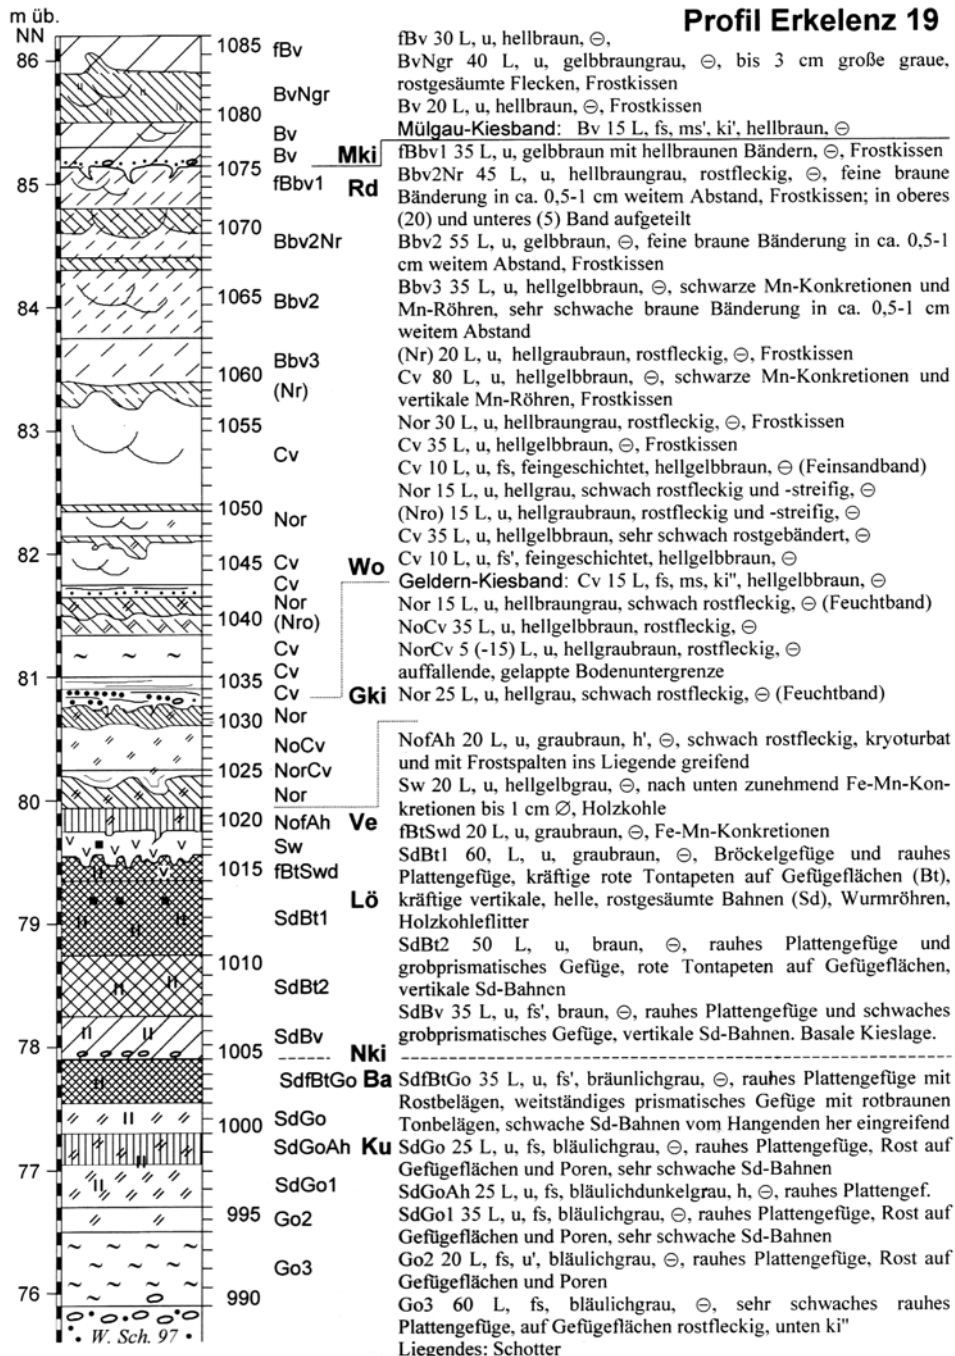 m üb.
NN
Profil Erkelenz 19
86
85
84
83
82
81
80
79
78
77
76
1085 fBv
BvNgr
1080
Bv
Bv Mki
1075
fBbv1 Rd
1070
Bbv2Nr
1065 Bbv2
Bbv3
1060
(Nr)
1055
Cv
1050
Nor
1045 Cv Wo
Cv
Nor
1040 (Nro)
Cv
1035 Cv
Cv Gki
1030 Nor
NoCv
1025 NorCv
Nor
1020 NofAh Ve
Sw
1015 fBtSwd
Lö
SdBt1
1010
SdBt2
SdBv
1005 Nki
SdfBtGo Ba
SdGo
1000
SdGoAh Ku
SdGo1
995 Go2
Go3
990
W. Sch. 97
fBv 30 L, u, hellbraun, ⊖,
BvNgr 40 L, u, gelbbraungrau, ⊖, bis 3 cm große graue,
rostgesäumte Flecken, Frostkissen
Bv 20 L, u, hellbraun, ⊖, Frostkissen
Mülgau-Kiesband: Bv 15 L, fs, ms', ki', hellbraun, ⊖
fBbv1 35 L, u, gelbbraun mit hellbraunen Bändern, ⊖, Frostkissen
Bbv2Nr 45 L, u, hellbraungrau, rostfleckig, ⊖, feine braune
Bänderung in ca. 0,5-1 cm weitem Abstand, Frostkissen; in oberes
(20) und unteres (5) Band aufgeteilt
Bbv2 55 L, u, gelbbraun, ⊖, feine braune Bänderung in ca. 0,5-1
cm weitem Abstand, Frostkissen
Bbv3 35 L, u, hellgelbbraun, ⊖, schwarze Mn-Konkretionen und
Mn-Röhren, sehr schwache braune Bänderung in ca. 0,5-1 cm
weitem Abstand
(Nr) 20 L, u, hellgraubraun, rostfleckig, ⊖, Frostkissen
Cv 80 L, u, hellgelbbraun, ⊖, schwarze Mn-Konkretionen und
vertikale Mn-Röhren, Frostkissen
Nor 30 L, u, hellbraungrau, rostfleckig, ⊖, Frostkissen
Cv 35 L, u, hellgelbbraun, ⊖, Frostkissen
Cv 10 L, u, fs, feingeschichtet, hellgelbbraun, ⊖ (Feinsandband)
Nor 15 L, u, hellgrau, schwach rostfleckig und -streifig, ⊖
(Nro) 15 L, u, hellgraubraun, rostfleckig und -streifig, ⊖
Cv 35 L, u, hellgelbbraun, sehr schwach rostgebändert, ⊖
Cv 10 L, u, fs', feingeschichtet, hellgelbbraun, ⊖
Geldern-Kiesband: Cv 15 L, fs, ms, ki'', hellgelbbraun, ⊖
Nor 15 L, u, hellbraungrau, schwach rostfleckig, ⊖ (Feuchtband)
NoCv 35 L, u, hellgelbbraun, rostfleckig, ⊖
NorCv 5 (-15) L, u, hellgraubraun, rostfleckig, ⊖
auffallende, gelappte Bodenuntergrenze
Nor 25 L, u, hellgrau, schwach rostfleckig, ⊖ (Feuchtband)
NofAh 20 L, u, graubraun, h', ⊖, schwach rostfleckig, kryoturbat
und mit Frostspalten ins Liegende greifend
Sw 20 L, u, hellgelbgrau, ⊖, nach unten zunehmend Fe-Mn-Kon-
kretionen bis 1 cm Ø, Holzkohle
fBtSwd 20 L, u, graubraun, ⊖, Fe-Mn-Konkretionen
SdBt1 60, L, u, graubraun, ⊖, Bröckelgefüge und rauhes
Plattengefüge, kräftige rote Tontapeten auf Gefügeflächen (Bt),
kräftige vertikale, helle, rostgesäumte Bahnen (Sd), Wurmröhren,
Holzkohleflitter
SdBt2 50 L, u, braun, ⊖, rauhes Plattengefüge und
grobprismatisches Gefüge, rote Tontapeten auf Gefügeflächen,
vertikale Sd-Bahnen
SdBv 35 L, u, fs', braun, ⊖, rauhes Plattengefüge und schwaches
grobprismatisches Gefüge, vertikale Sd-Bahnen. Basale Kieslage.
SdfBtGo 35 L, u, fs', bräunlichgrau, ⊖, rauhes Plattengefüge mit
Rostbelägen, weitständiges prismatisches Gefüge mit rotbraunen
Tonbelägen, schwache Sd-Bahnen vom Hangenden her eingreifend
SdGo 25 L, u, fs, bläulichgrau, ⊖, rauhes Plattengefüge, Rost auf
Gefügeflächen und Poren, sehr schwache Sd-Bahnen
SdGoAh 25 L, u, fs, bläulichdunkelgrau, h, ⊖, rauhes Plattengef.
SdGo1 35 L, u, fs, bläulichgrau, ⊖, rauhes Plattengefüge, Rost auf
Gefügeflächen und Poren, sehr schwache Sd-Bahnen
Go2 20 L, fs, u', bläulichgrau, ⊖, rauhes Plattengefüge, Rost auf
Gefügeflächen und Poren
Go3 60 L, fs, bläulichgrau, ⊖, sehr schwaches rauhes
Plattengefüge, auf Gefügeflächen rostfleckig, unten ki''
Liegendes: Schotter